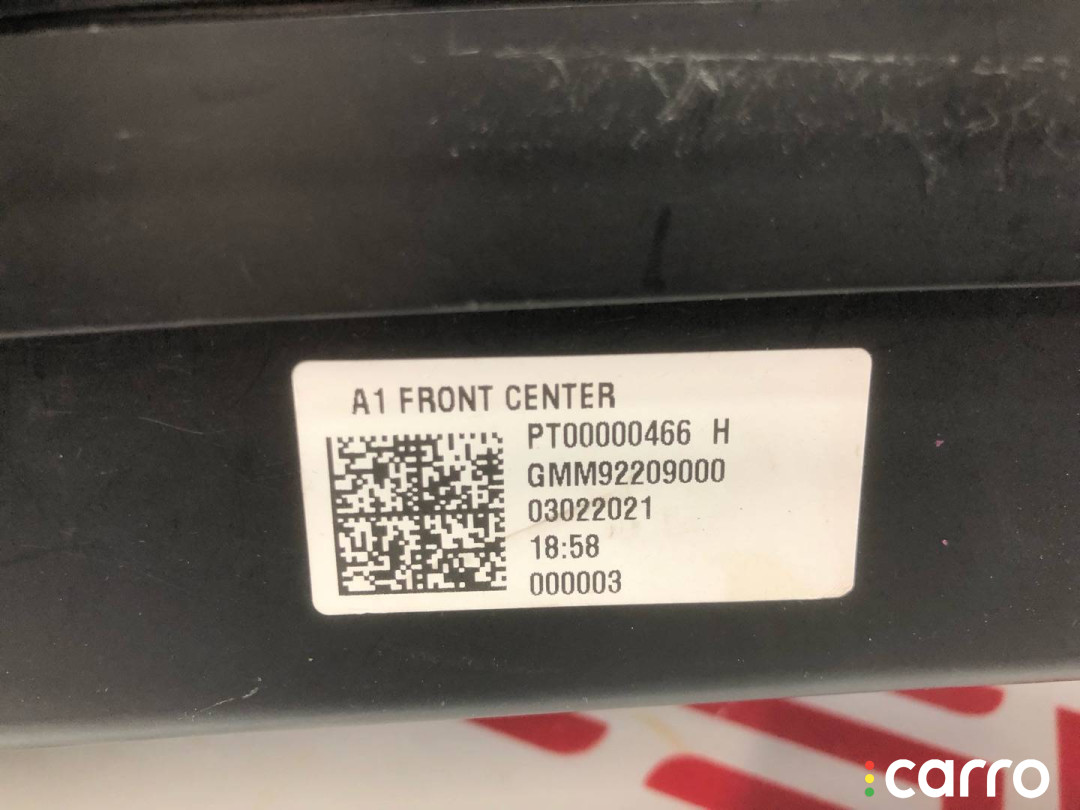 A1 FRONT CENTER
PT00000466 H
GMM92209000
03022021
18:58
000003
carro